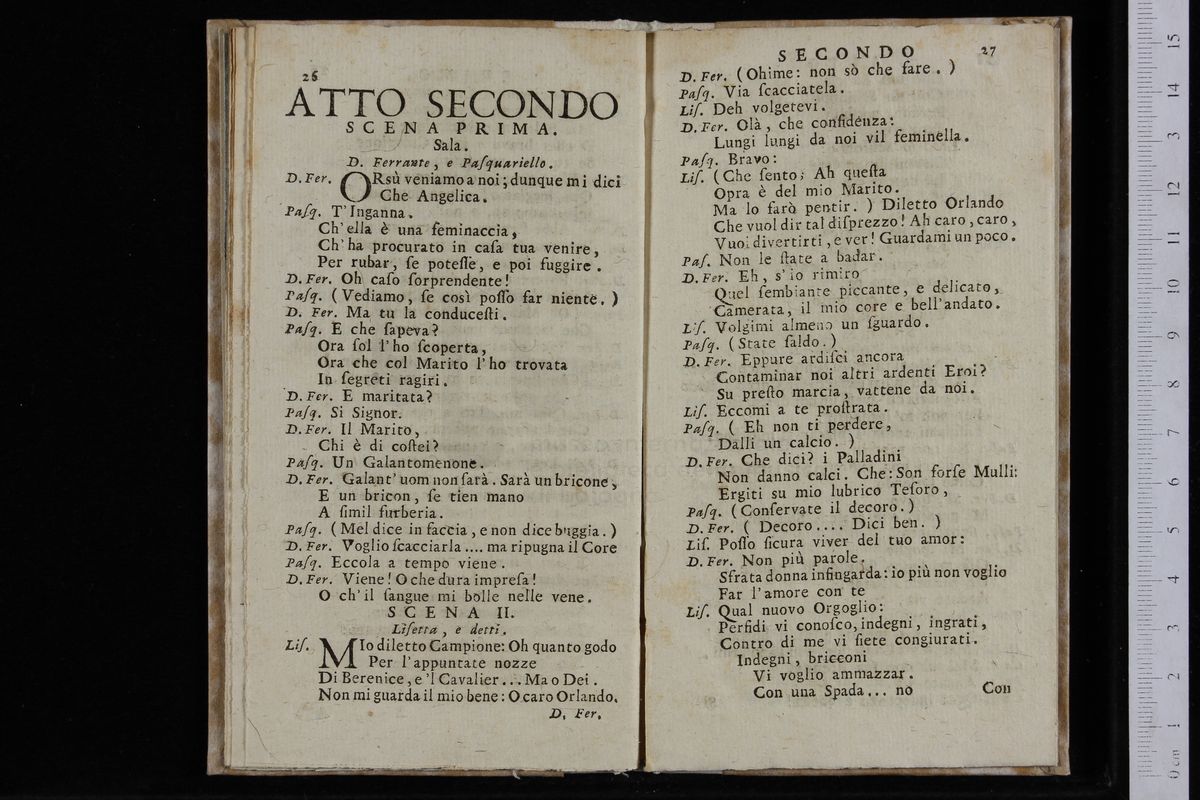 26
ATTO SECONDO
SCENA PRIMA.
Sala.
D. Ferrante, e Paſquariello.
D. Fer. ORsù veniamo a noi; dunque mi dici
Che Angelica.
Paſq. T'Inganna.
Ch'ella è una feminaccia,
Ch'ha procurato in caſa tua venire,
Per rubar, ſe poteſſe, e poi fuggire.
D. Fer. Oh caſo ſorprendente!
Paſq. (Vediamo, ſe così poſſo far niente. )
D. Fer. Ma tu la conduceſti.
Paſq. E che ſapeva?
Ora ſol l'ho ſcoperta,
Ora che col Marito l'ho trovata
In ſegreti ragiri.
D. Fer. E maritata?
Paſq. Si Signor.
D. Fer. Il Marito,
Chi è di coſtei?
Paſq. Un Galantomenone.
D. Fer. Galant'uom non ſarà. Sarà un bricone,
E un bricon, ſe tien mano
A ſimil furberia.
Paſq. (Mel dice in faccia, e non dice buggia.)
D. Fer. Voglio ſcacciarla .... ma ripugna il Core
Paſq. Eccola a tempo viene.
D. Fer. Viene! O che dura impreſa!
O ch'il ſangue mi bolle nelle vene.
SCENA II.
Liſetta, e detti.
Liſ. MIo diletto Campione: Oh quanto godo
Per l'appuntate nozze
Di Berenice, e'l Cavalier... Ma o Dei.
Non mi guarda il mio bene: O caro Orlando.
D. Fer.
SECONDO 27
D. Fer. (Ohime: non sò che fare. )
Paſq. Via ſcacciatela.
Liſ. Deh volgetevi.
D. Fer. Olà, che confidenza:
Lungi lungi da noi vil feminella.
Paſq. Bravo:
Liſ. (Che ſento; Ah queſta
Opra è del mio Marito.
Ma lo farò pentir. ) Diletto Orlando
Che vuol dir tal diſprezzo! Ah caro, caro,
Vuoi divertirti, e ver! Guardami un poco.
Paſ. Non le ſtate a badar.
D. Fer. Eh, s'io rimiro
Quel ſembiante piccante, e delicato,
Camerata, il mio core e bell'andato.
Liſ. Volgimi almeno un ſguardo.
Paſq. (State ſaldo.)
D. Fer. Eppure ardiſci ancora
Contaminar noi altri ardenti Eroi?
Su preſto marcia, vattene da noi.
Liſ. Eccomi a te proſtrata.
Paſq. ( Eh non ti perdere,
Dalli un calcio. )
D. Fer. Che dici? i Palladini
Non danno calci. Che: Son forſe Mulli:
Ergiti su mio lubrico Teſoro,
Paſq. (Conſervate il decoro.)
D. Fer. ( Decoro.... Dici ben. )
Liſ. Poſſo ſicura viver del tuo amor:
D. Fer. Non più parole.
Sfrata donna infingarda: io più non voglio
Far l'amore con te
Liſ. Qual nuovo Orgoglio:
Perfidi vi conoſco, indegni, ingrati,
Contro di me vi ſiete congiurati.
Indegni, bricconi
Vi voglio ammazzar.
Con una Spada... no
Con
0 cm 1 2 3 4 5 6 7 8 9 10 11 12 13 14 15